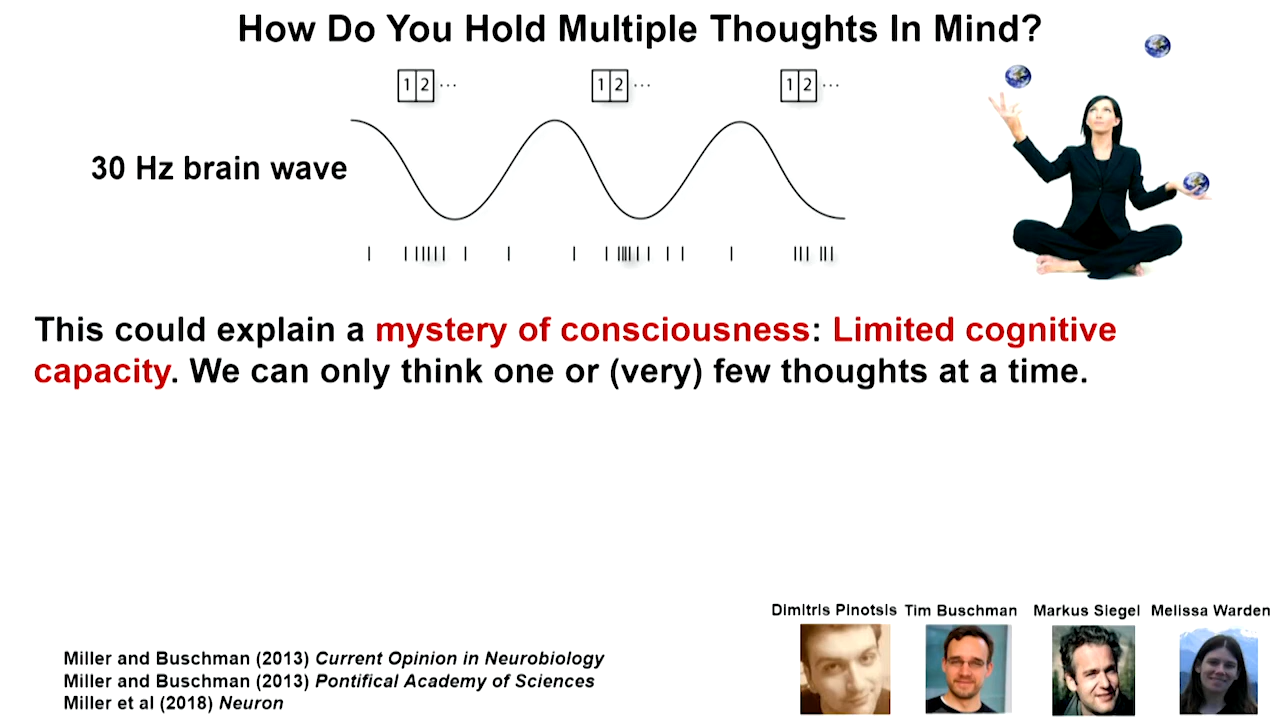 How Do You Hold Multiple Thoughts In Mind?
1 2 ... 1 2 ... 1 2 ...
30 Hz brain wave
This could explain a mystery of consciousness: Limited cognitive
capacity. We can only think one or (very) few thoughts at a time.
Dimitris Pinotsis Tim Buschman Markus Siegel Melissa Warden
Miller and Buschman (2013) Current Opinion in Neurobiology
Miller and Buschman (2013) Pontifical Academy of Sciences
Miller et al (2018) Neuron